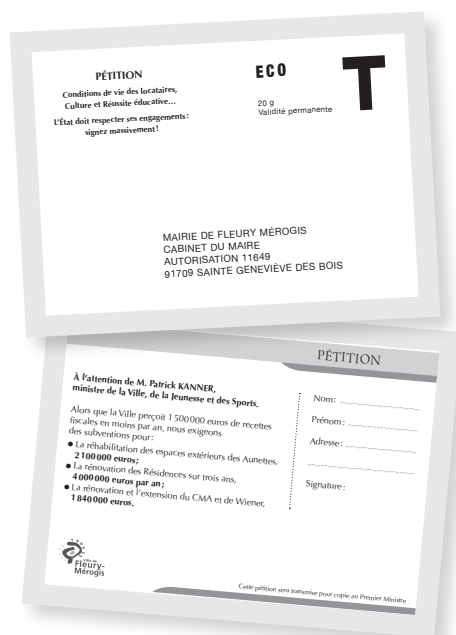 PÉTITION
Conditions de vie des locataires,
Culture et Réussite éducative…
L'État doit respecter ses engagements :
signez massivement !
ECO
20 g
Validité permanente
T
MAIRIE DE FLEURY MÉROGIS
CABINET DU MAIRE
AUTORISATION 11649
91709 SAINTE GENEVIÈVE DES BOIS
PÉTITION
À l'attention de M. Patrick KANNER,
ministre de la Ville, de la Jeunesse et des Sports.
Alors que la Ville perçoit 1 500 000 euros de recettes
fiscales en moins par an, nous exigeons
des subventions pour :
• La réhabilitation des espaces extérieurs des Aunettes,
2 100 000 euros ;
• La rénovation des Résidences sur trois ans,
4 000 000 euros par an ;
• La rénovation et l'extension du CMA et de Wiener,
1 840 000 euros.
Nom :
Prénom :
Adresse :
Signature :
Ville de
Fleury-
Mérogis
Cette pétition sera transmise pour copie au Premier Ministre